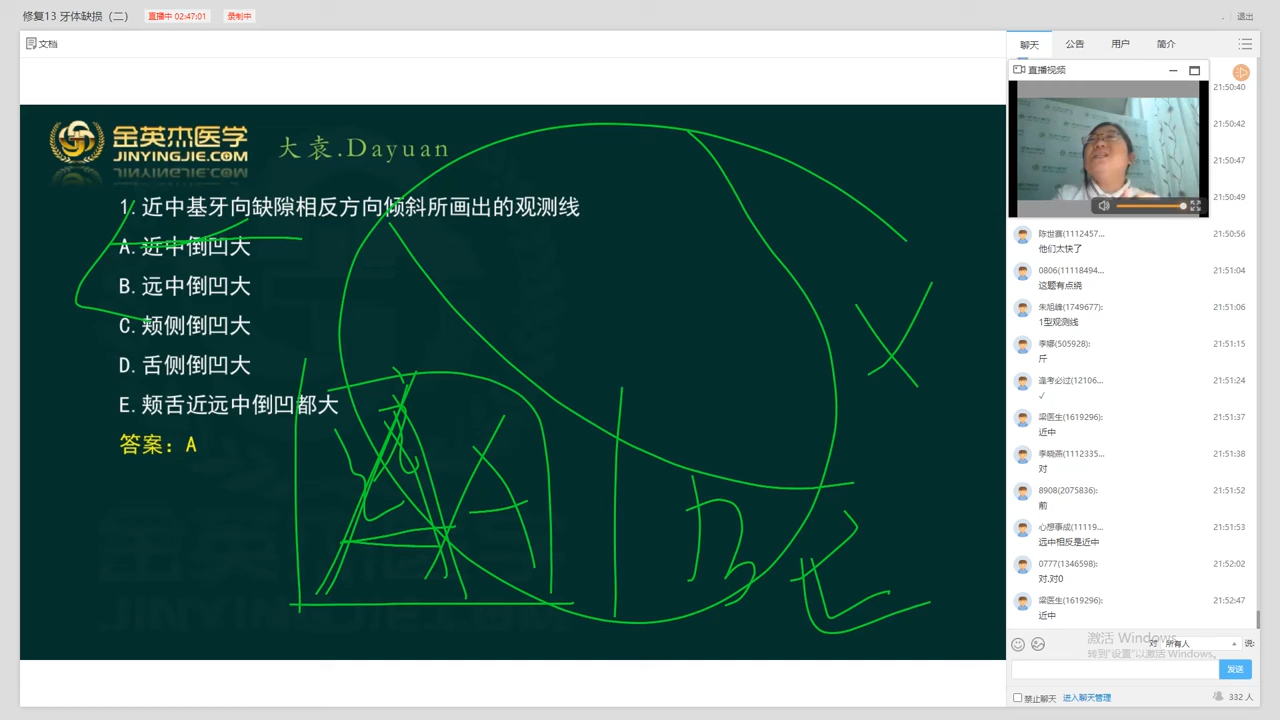 修复13 牙体缺损（二）
直播中 02:47:01
录制中
退出
文档
聊天
公告
用户
简介
直播视频
金英杰医学
JINYINGJIE.COM
大袁.Dayuan
1. 近中基牙向缺隙相反方向倾斜所画出的观测线
A. 近中倒凹大
B. 远中倒凹大
C. 颊侧倒凹大
D. 舌侧倒凹大
E. 颊舌近远中倒凹都大
答案：A
21:50:40
21:50:42
21:50:47
21:50:49
陈世寨(1112457...
21:50:56
他们太快了
0806(11118494...
21:51:04
这题有点绕
朱旭峰(1749677):
21:51:06
1型观测线
李娜(505928):
21:51:15
斤
逢考必过(12106...
21:51:24
√
梁医生(1619296):
21:51:37
近中
李晓燕(1112335...
21:51:38
对
8908(2075836):
21:51:52
前
心想事成(11119...
21:51:53
远中相反是近中
0777(1346598):
21:52:02
对.对0
梁医生(1619296):
21:52:47
近中
激活 Windows
转到"设置"以激活 Windows。
对 所有人
说:
发送
禁止聊天
进入聊天管理
332 人